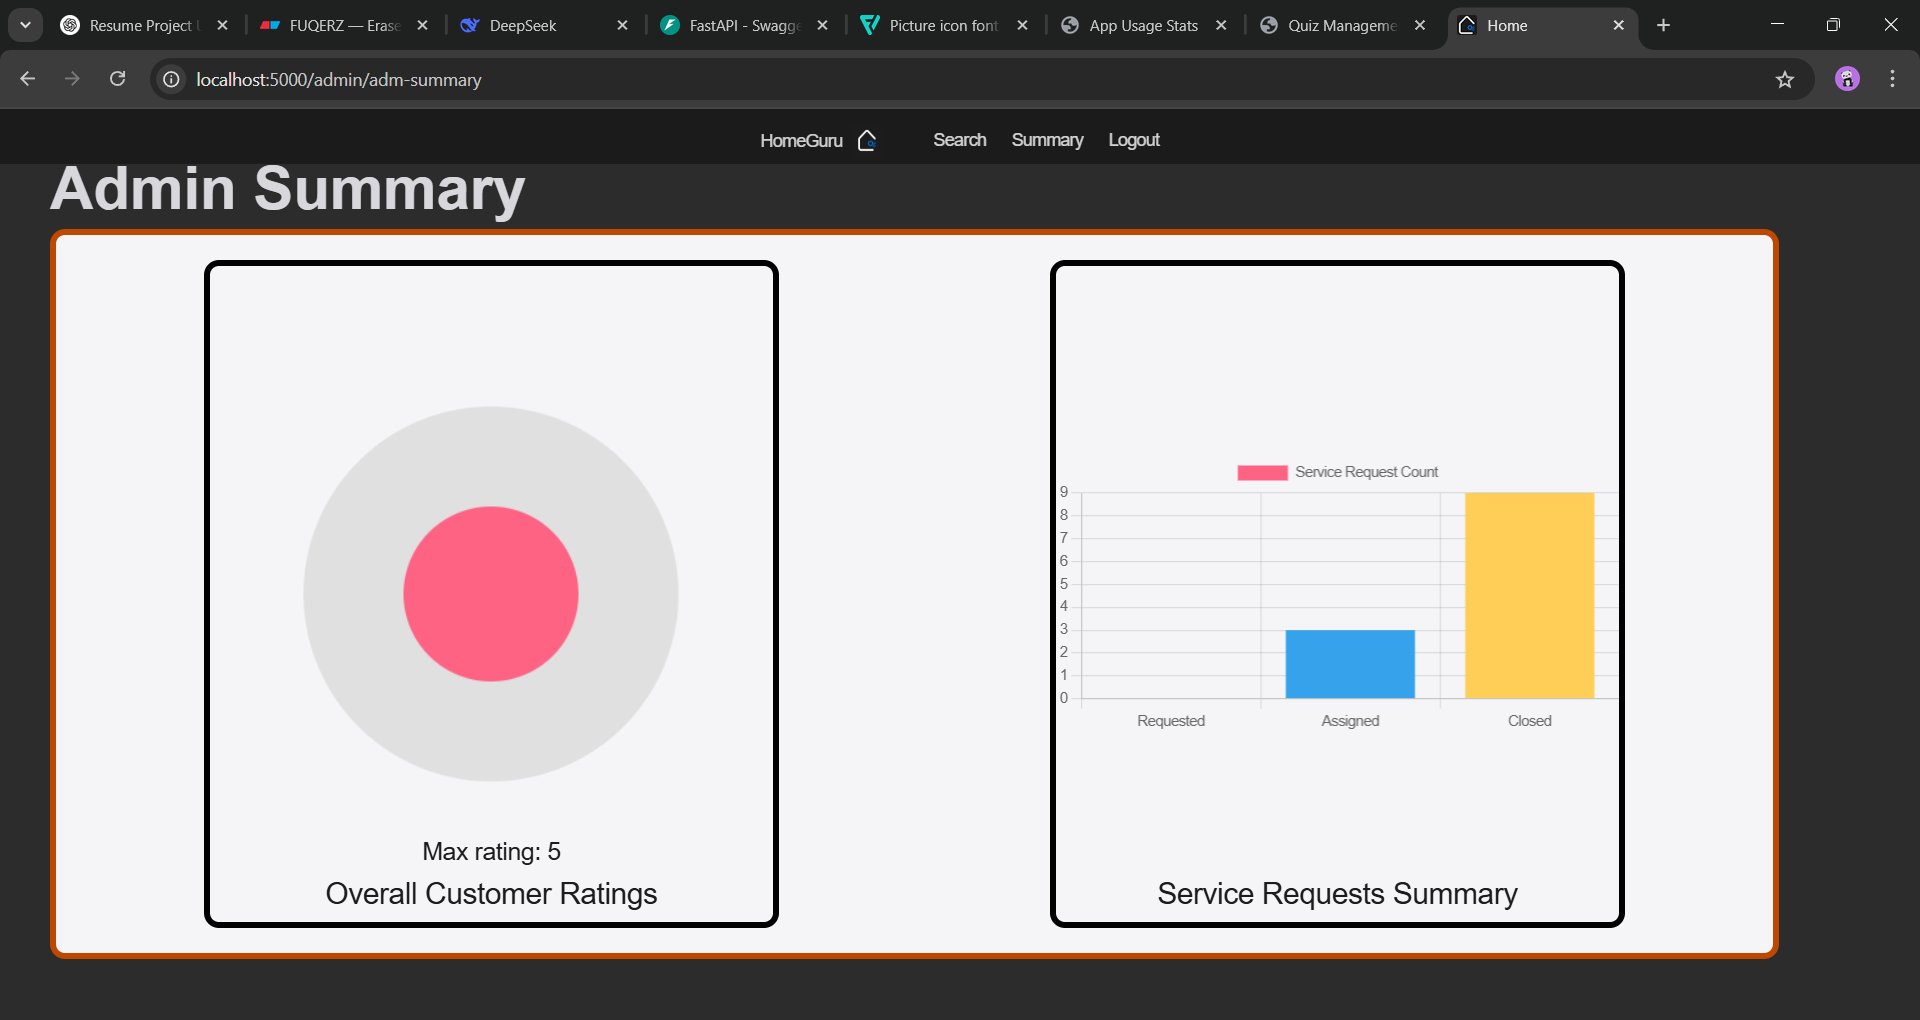 Resume Project
FUQERZ — Erase
DeepSeek
FastAPI - Swagge
Picture icon font
App Usage Stats
Quiz Manageme
Home
localhost:5000/admin/adm-summary
HomeGuru
Search
Summary
Logout
Admin Summary
Max rating: 5
Overall Customer Ratings
Service Request Count
9
8
7
6
5
4
3
2
1
0
Requested
Assigned
Closed
Service Requests Summary